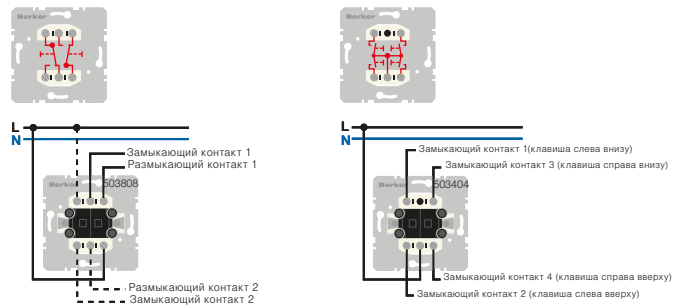 Berker
L
N
Замыкающий контакт 1
Размыкающий контакт 1
Berker 503808
Размыкающий контакт 2
Замыкающий контакт 2
Berker
L
N
Замыкающий контакт 1(клавиша слева внизу)
Замыкающий контакт 3 (клавиша справа внизу)
Berker 503404
Замыкающий контакт 4 (клавиша справа вверху)
Замыкающий контакт 2 (клавиша слева вверху)